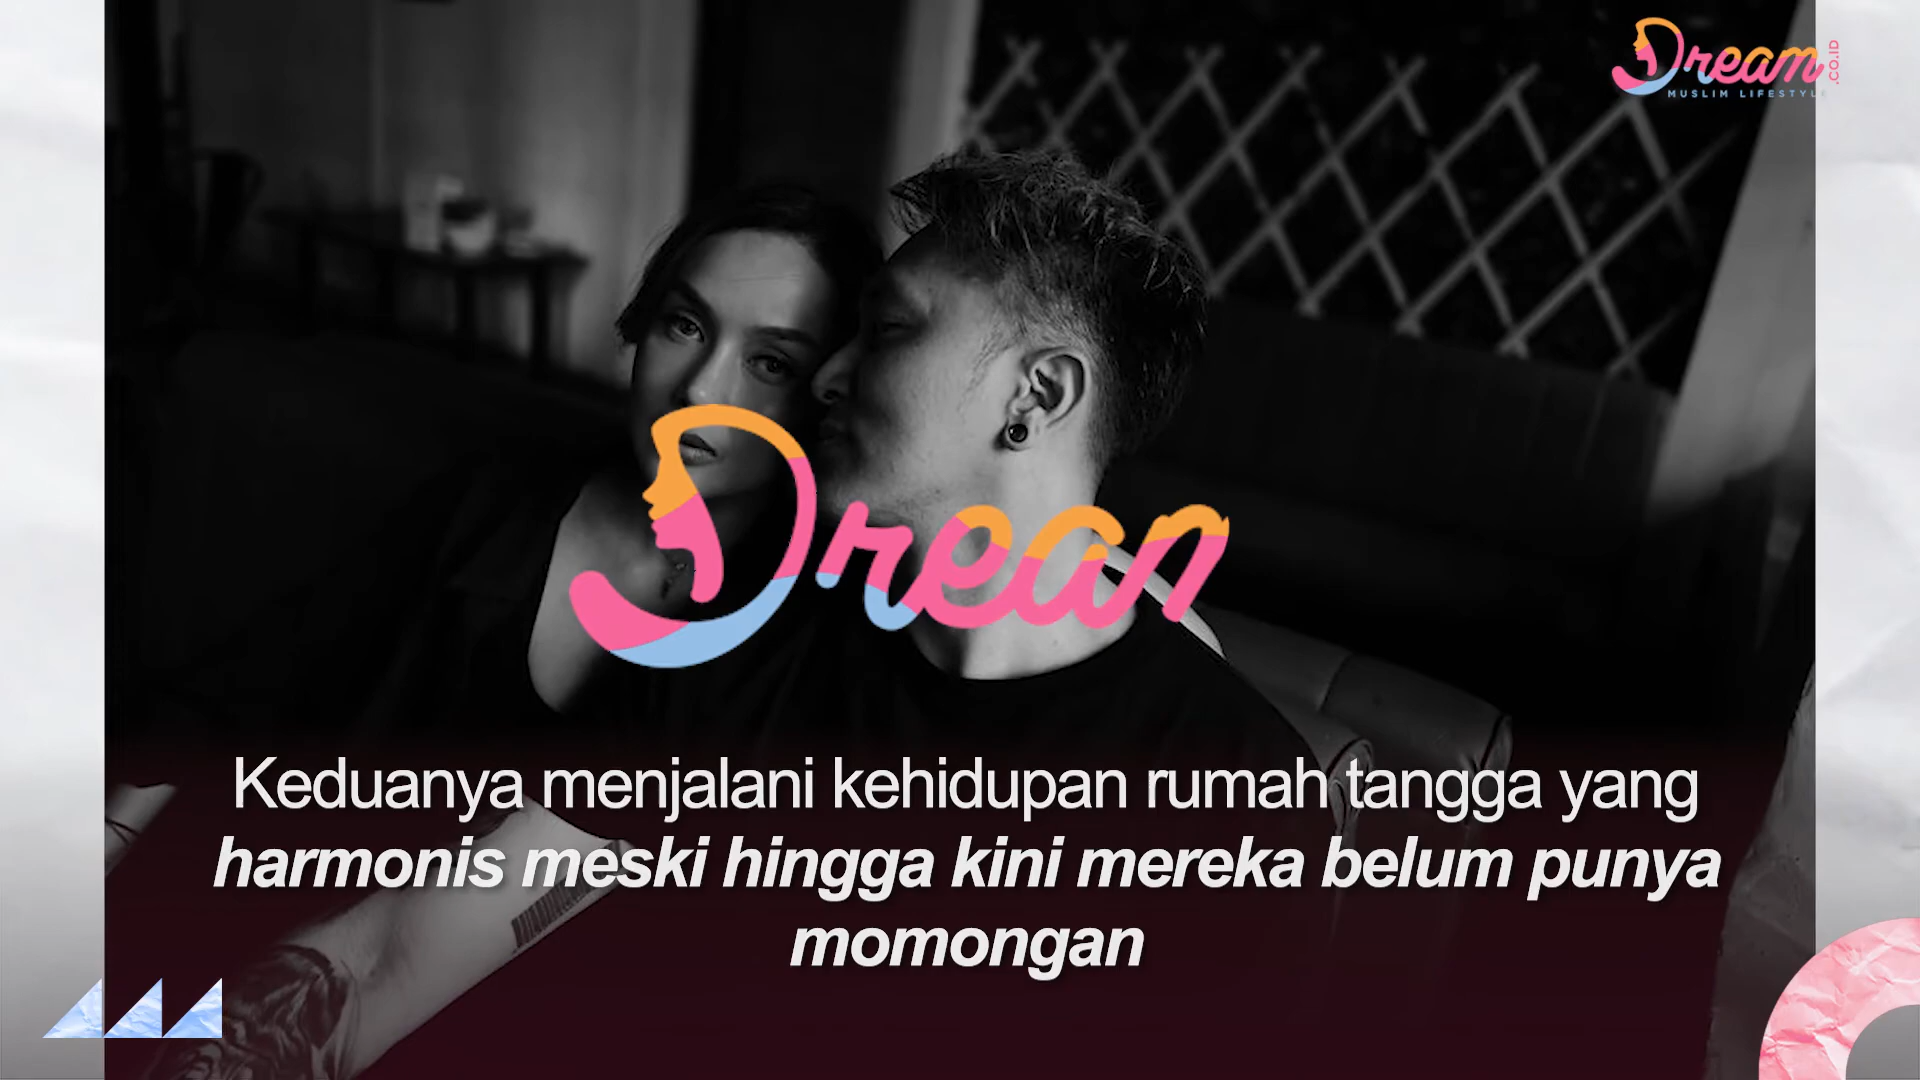 Dream
.CO.ID
MUSLIM LIFESTYLE
Drean
Keduanya menjalani kehidupan rumah tangga yang
harmonis meski hingga kini mereka belum punya
momongan